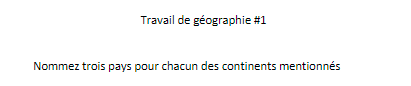 Travail de géographie #1
Nommez trois pays pour chacun des continents mentionnés